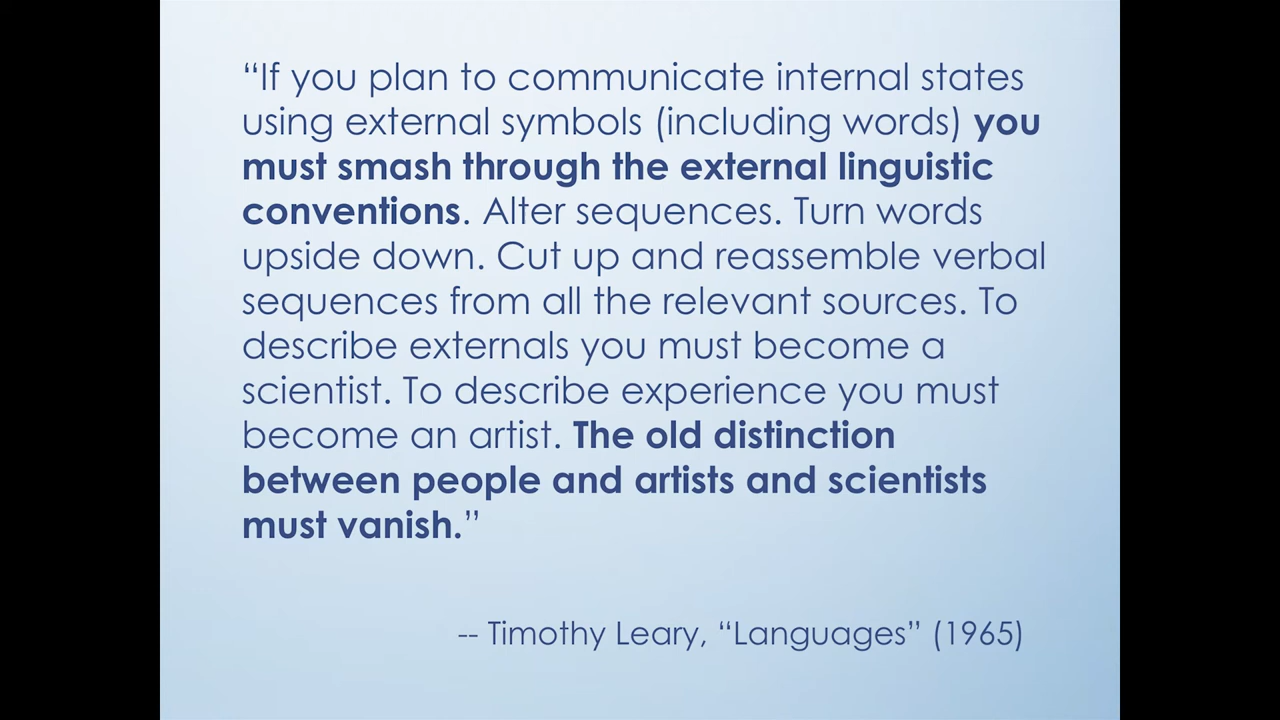 “If you plan to communicate internal states
using external symbols (including words) you
must smash through the external linguistic
conventions. Alter sequences. Turn words
upside down. Cut up and reassemble verbal
sequences from all the relevant sources. To
describe externals you must become a
scientist. To describe experience you must
become an artist. The old distinction
between people and artists and scientists
must vanish.”
-- Timothy Leary, “Languages” (1965)